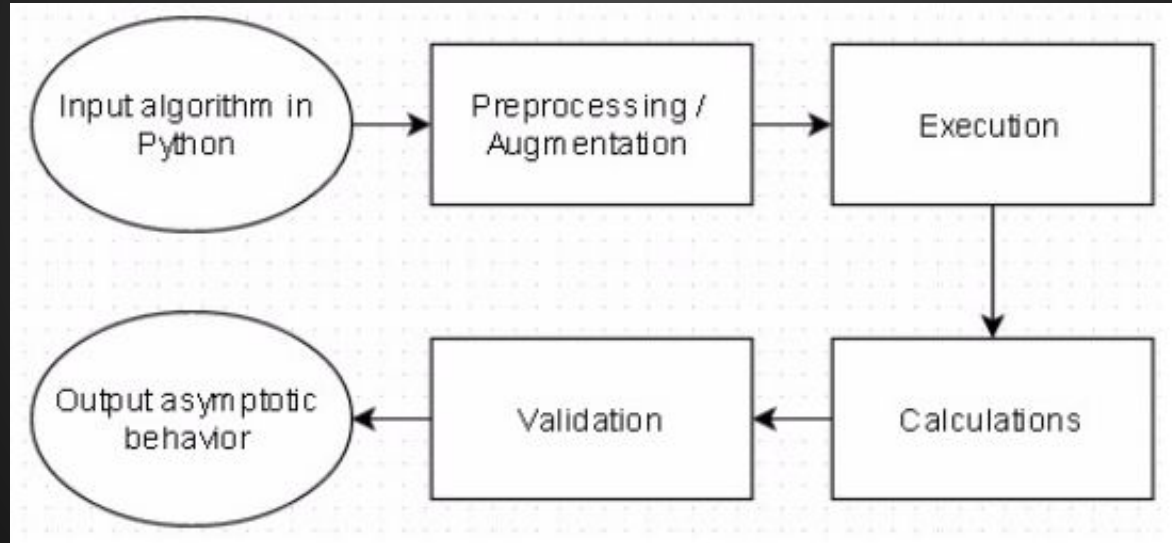 Input algorithm in
Python
Preprocessing /
Augmentation
Execution
Calculations
Validation
Output asymptotic
behavior